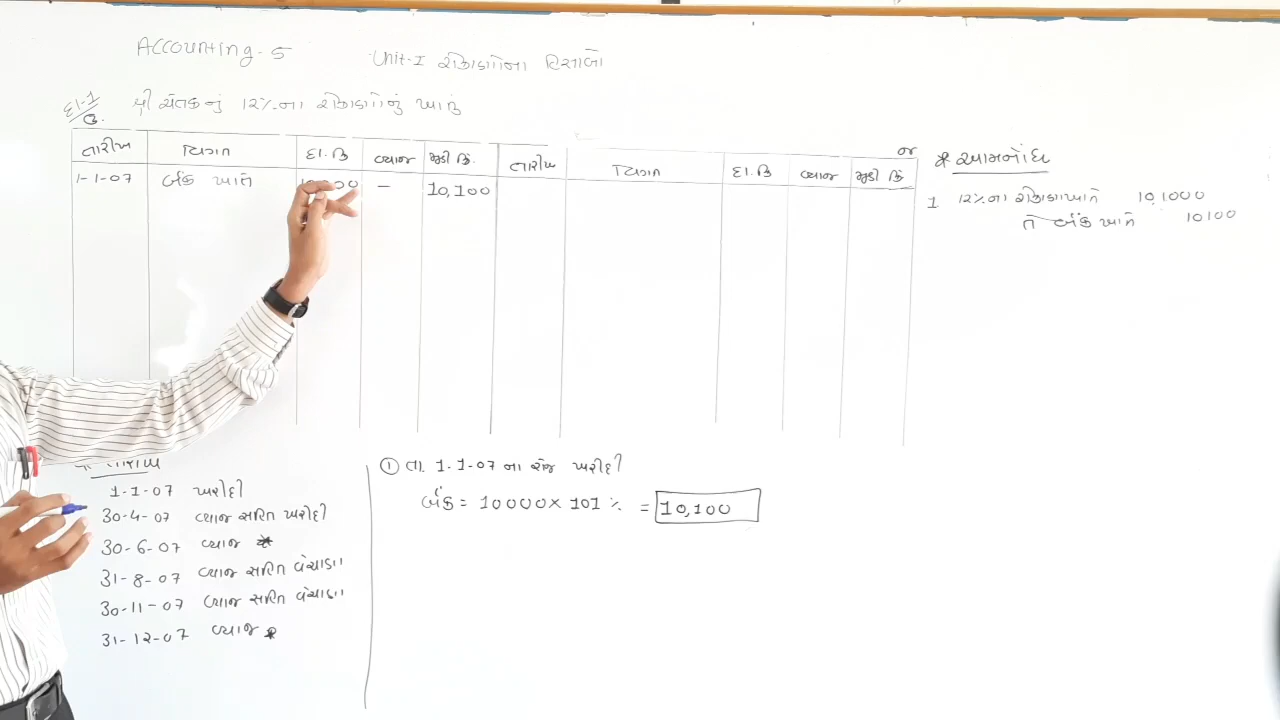 Accounting - 5
Unit-I રોકાણોના હિસાબો
દા-1
શ્રી ચંતકનું 12%ના રોકાણોનું ખાતું
તારીખ વિગત દા.કિં વ્યાજ મૂડી કિં. તારીખ વિગત દા.કિં વ્યાજ મૂડી કિં
જ
1-1-07 બેંક ખાતે – 10,100
* આમનોંધ
1 12%ના રોકાણ ખાતે 10,1000
તે બેંક ખાતે 10100
તારીખ
1-1-07 ખરીદી
30-4-07 વ્યાજ સહિત ખરીદી
30-6-07 વ્યાજ *
31-8-07 વ્યાજ સહિત વેચાણ
30-11-07 વ્યાજ સહિત વેચાણ
31-12-07 વ્યાજ *
① તા. 1-1-07 ના રોજ ખરીદી
બેંક = 10000 × 101 % = 10,100